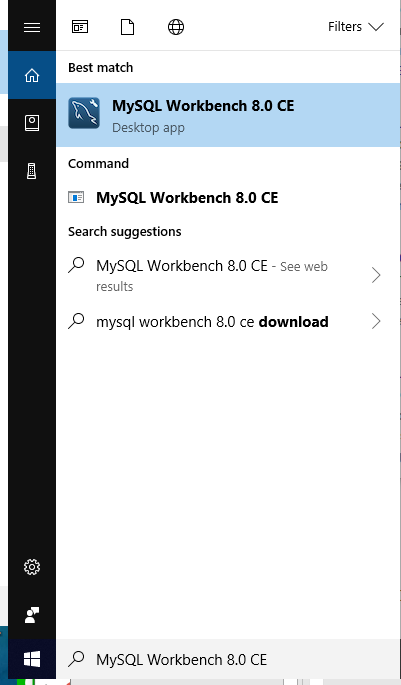 Filters
Best match
MySQL Workbench 8.0 CE
Desktop app
Command
MySQL Workbench 8.0 CE
Search suggestions
MySQL Workbench 8.0 CE - See web
results
mysql workbench 8.0 ce download
MySQL Workbench 8.0 CE